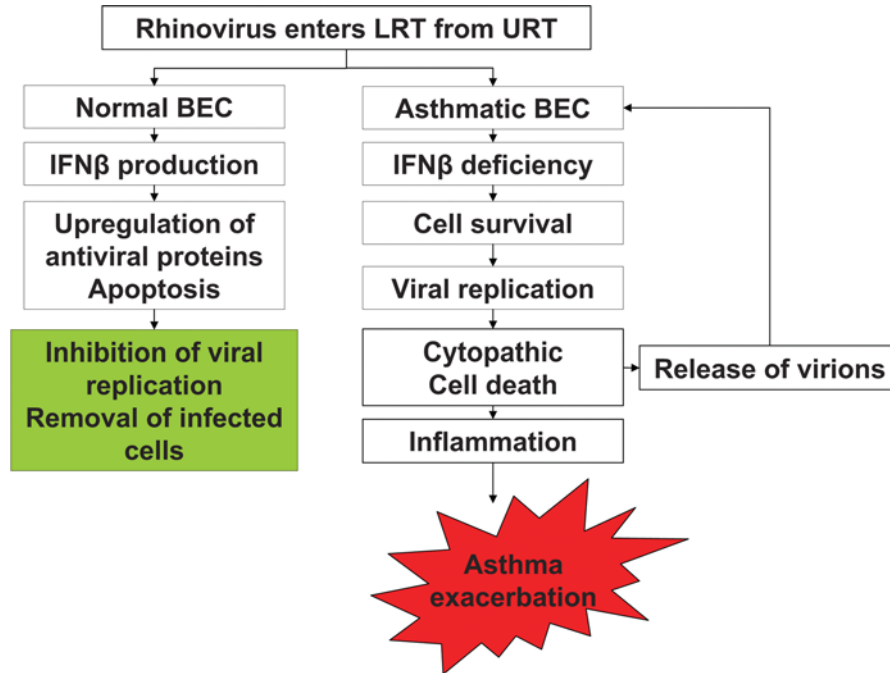 Rhinovirus enters LRT from URT
Normal BEC
IFNβ production
Upregulation of
antiviral proteins
Apoptosis
Inhibition of viral
replication
Removal of infected
cells
Asthmatic BEC
IFNβ deficiency
Cell survival
Viral replication
Cytopathic
Cell death
Release of virions
Inflammation
Asthma
exacerbation